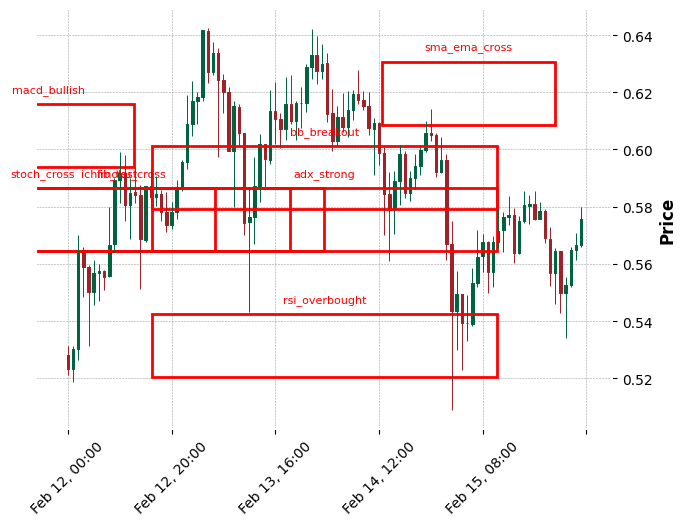 sma_ema_cross
macd_bullish
bb_breakout
stoch_cross
adx_strong
rsi_overbought
0.64
0.62
0.60
0.58
0.56
0.54
0.52
Price
Feb 12, 00:00
Feb 12, 20:00
Feb 13, 16:00
Feb 14, 12:00
Feb 15, 08:00